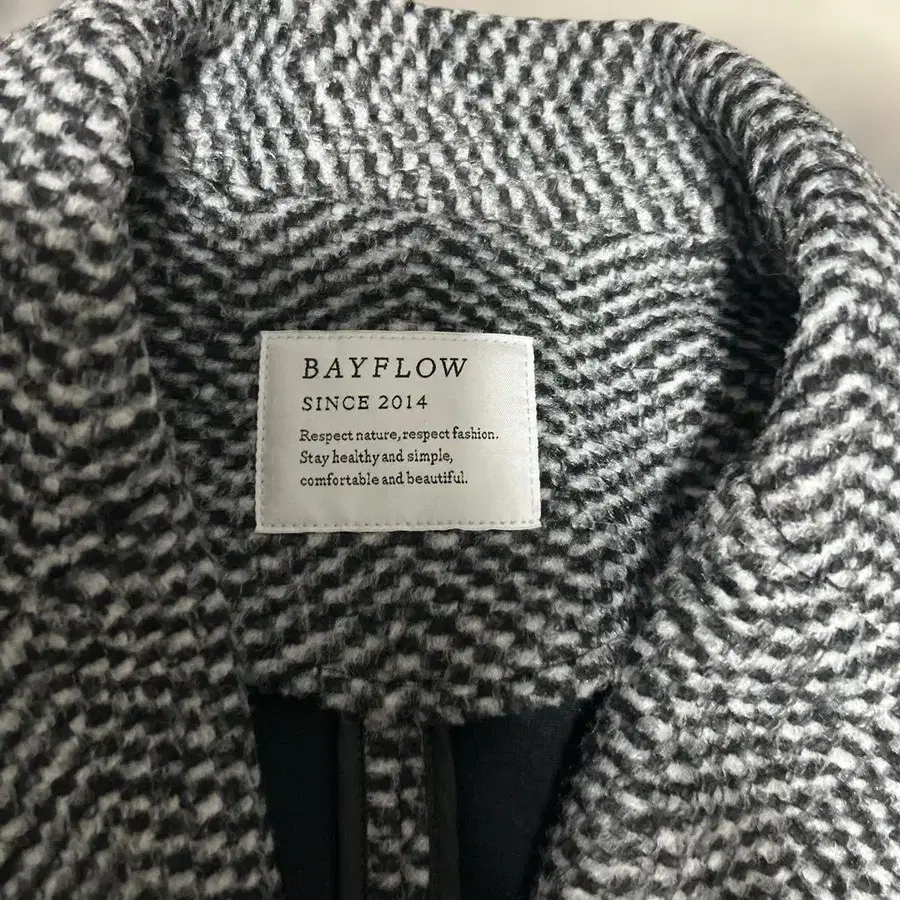 BAYFLOW
SINCE 2014
Respect nature, respect fashion.
Stay healthy and simple,
comfortable and beautiful.